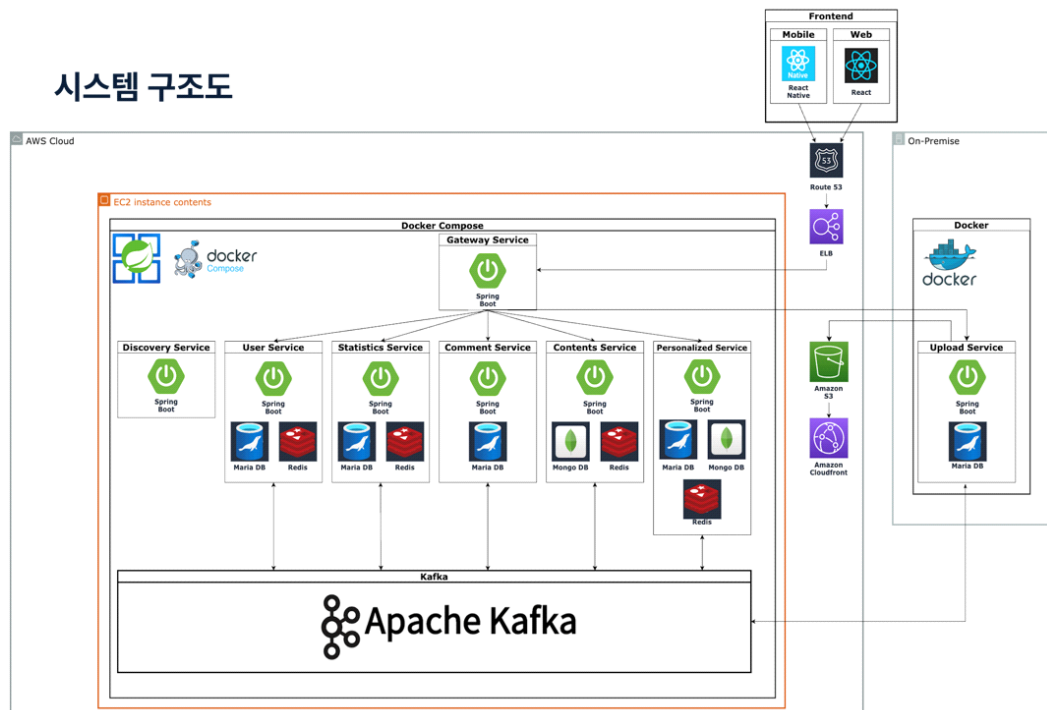 시스템 구조도
Frontend
Mobile
Web
Native
React
Native
React
AWS Cloud
On-Premise
53
Route 53
EC2 instance contents
Docker Compose
docker
Compose
Gateway Service
Spring
Boot
ELB
Docker
docker
Discovery Service
Spring
Boot
User Service
Spring
Boot
Maria DB
Redis
Statistics Service
Spring
Boot
Maria DB
Redis
Comment Service
Spring
Boot
Maria DB
Contents Service
Spring
Boot
Mongo DB
Redis
Personalized Service
Spring
Boot
Maria DB
Mongo DB
Redis
Amazon
S3
Amazon
Cloudfront
Upload Service
Spring
Boot
Maria DB
Kafka
Apache Kafka